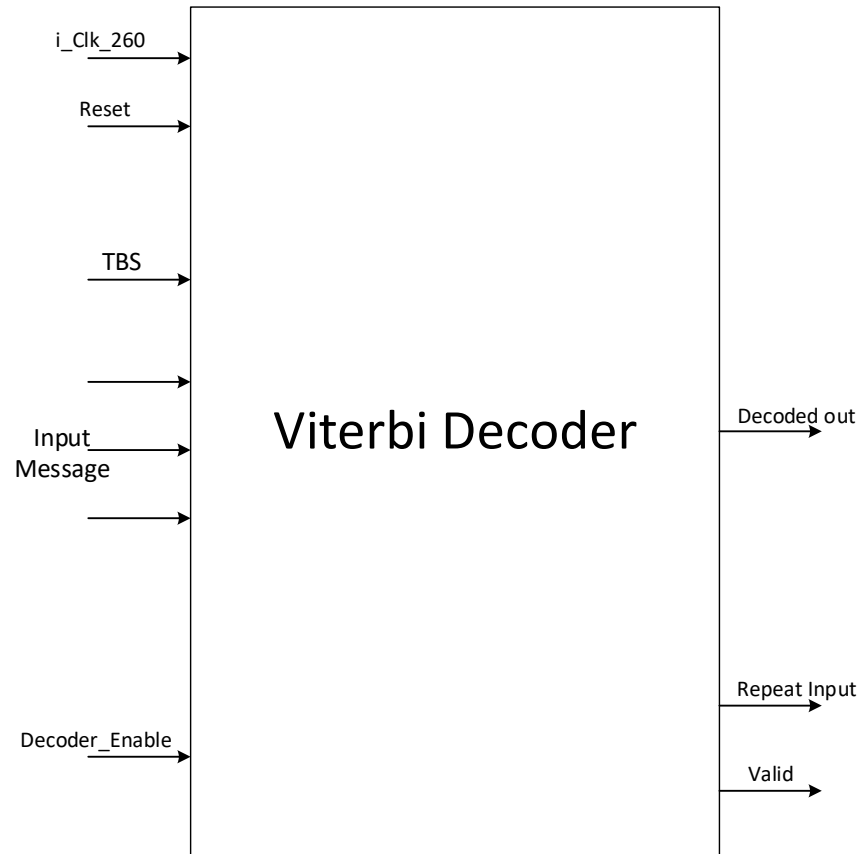 i_Clk_260
Reset
TBS
Input
Message
Decoder_Enable
Viterbi Decoder
Decoded out
Repeat Input
Valid